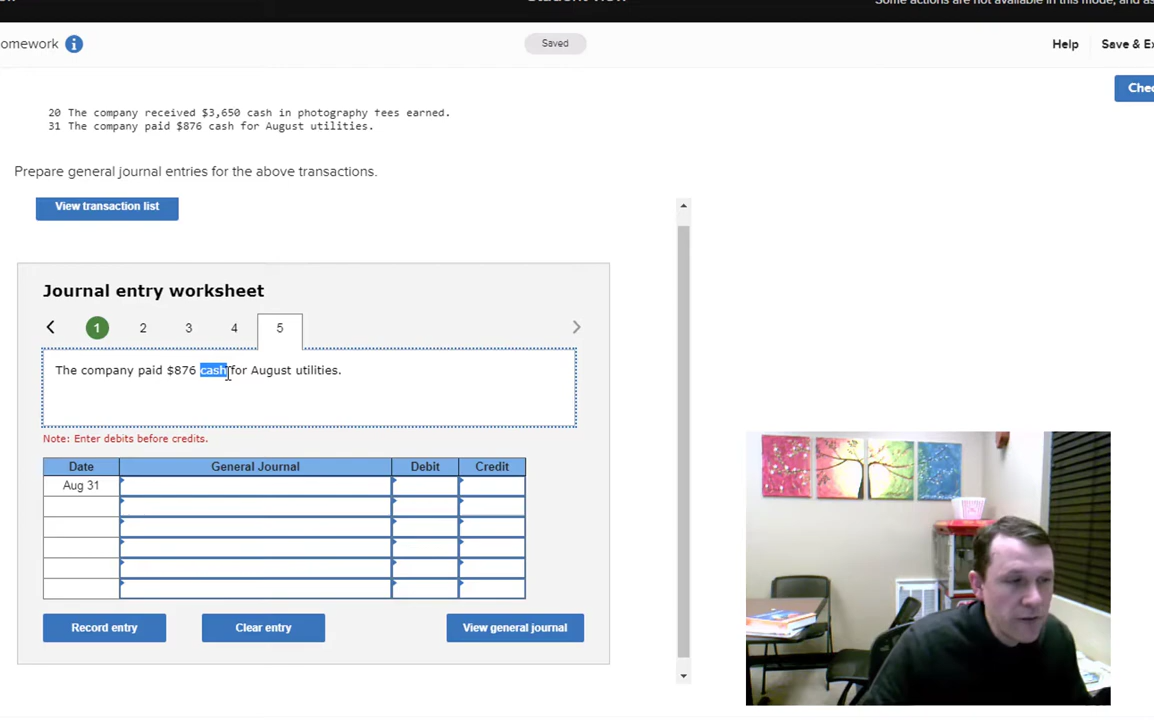 omework i
Saved
Help
Save & E
Chec
20 The company received $3,650 cash in photography fees earned.
31 The company paid $876 cash for August utilities.
Prepare general journal entries for the above transactions.
View transaction list
Journal entry worksheet
1 2 3 4 5
The company paid $876 cash for August utilities.
Note: Enter debits before credits.
Date General Journal Debit Credit
Aug 31
Record entry Clear entry View general journal